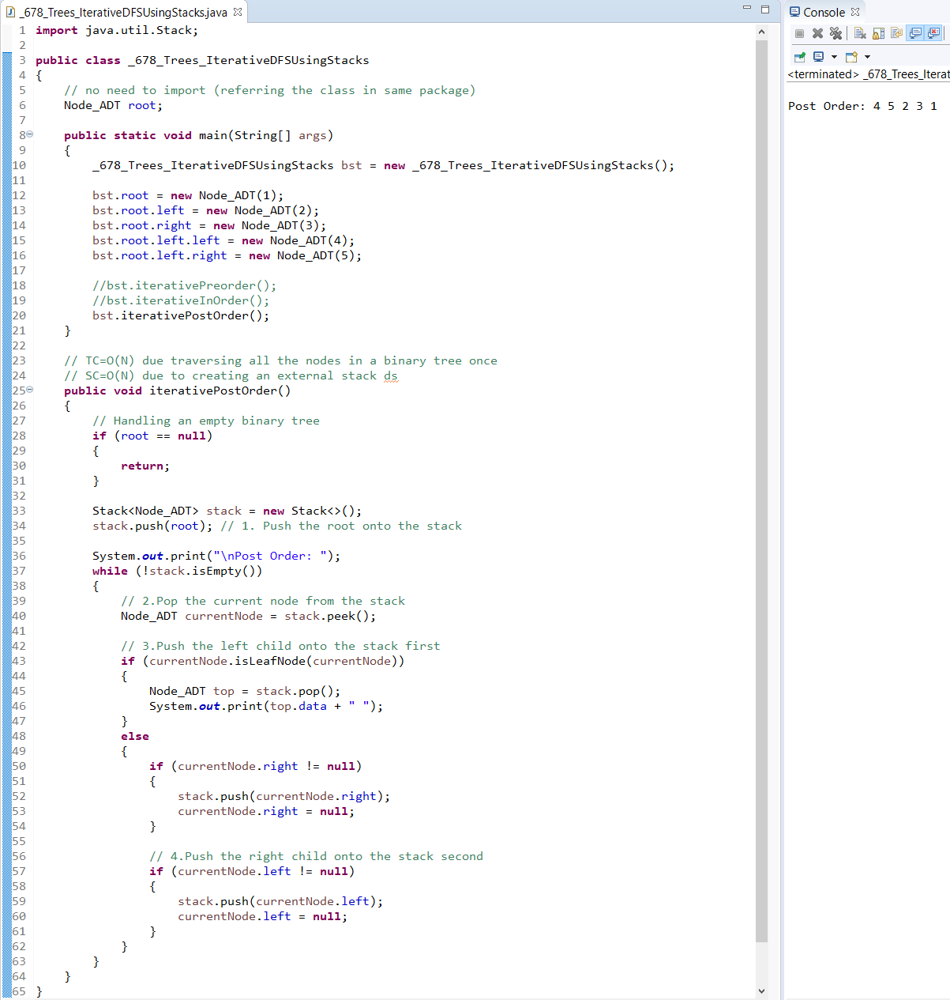 _678_Trees_IterativeDFSUsingStacks.java
1 import java.util.Stack;
2
3 public class _678_Trees_IterativeDFSUsingStacks
4 {
5     // no need to import (referring the class in same package)
6     Node_ADT root;
7
8     public static void main(String[] args)
9     {
10         _678_Trees_IterativeDFSUsingStacks bst = new _678_Trees_IterativeDFSUsingStacks();
11
12         bst.root = new Node_ADT(1);
13         bst.root.left = new Node_ADT(2);
14         bst.root.right = new Node_ADT(3);
15         bst.root.left.left = new Node_ADT(4);
16         bst.root.left.right = new Node_ADT(5);
17
18         //bst.iterativePreorder();
19         //bst.iterativeInOrder();
20         bst.iterativePostOrder();
21     }
22
23     // TC=O(N) due traversing all the nodes in a binary tree once
24     // SC=O(N) due to creating an external stack ds
25     public void iterativePostOrder()
26     {
27         // Handling an empty binary tree
28         if (root == null)
29         {
30             return;
31         }
32
33         Stack<Node_ADT> stack = new Stack<>();
34         stack.push(root); // 1. Push the root onto the stack
35
36         System.out.print("\nPost Order: ");
37         while (!stack.isEmpty())
38         {
39             // 2.Pop the current node from the stack
40             Node_ADT currentNode = stack.peek();
41
42             // 3.Push the left child onto the stack first
43             if (currentNode.isLeafNode(currentNode))
44             {
45                 Node_ADT top = stack.pop();
46                 System.out.print(top.data + " ");
47             }
48             else
49             {
50                 if (currentNode.right != null)
51                 {
52                     stack.push(currentNode.right);
53                     currentNode.right = null;
54                 }
55
56                 // 4.Push the right child onto the stack second
57                 if (currentNode.left != null)
58                 {
59                     stack.push(currentNode.left);
60                     currentNode.left = null;
61                 }
62             }
63         }
64     }
65 }
Console
<terminated> _678_Trees_Iterat
Post Order: 4 5 2 3 1